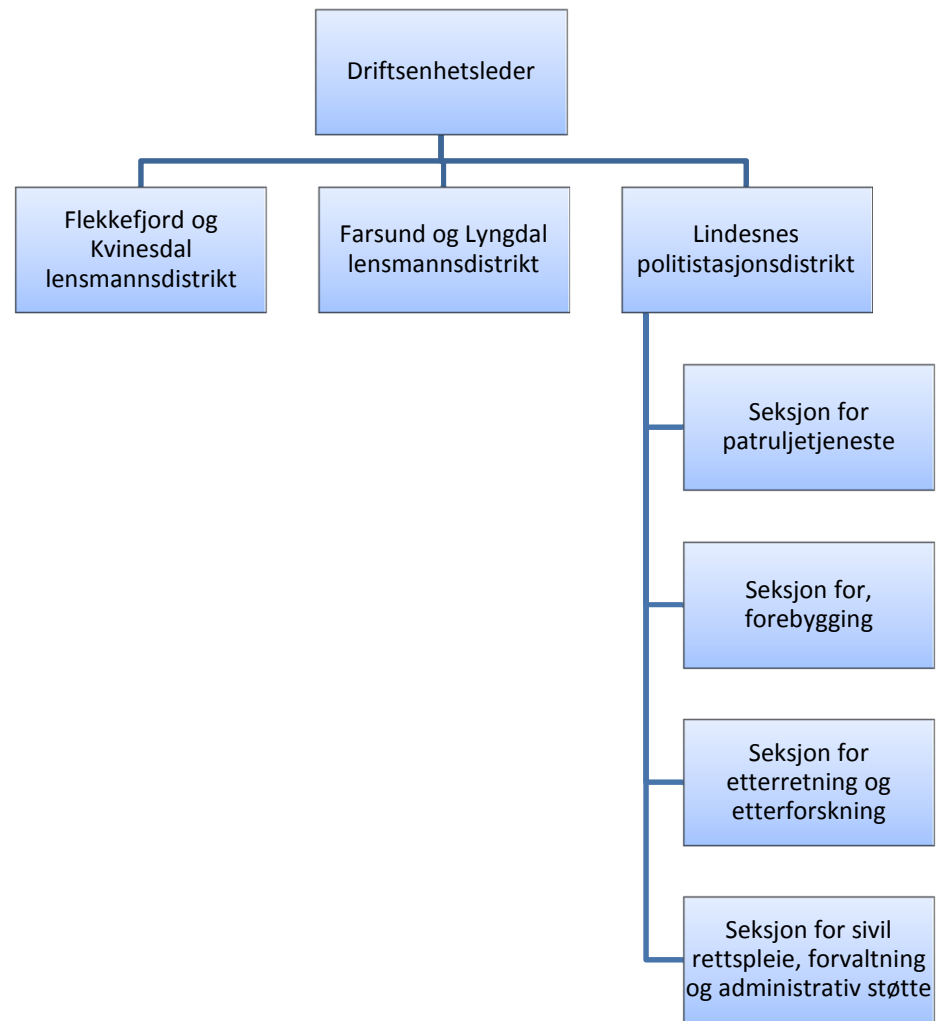 Driftsenhetsleder
Flekkefjord og
Kvinesdal
lensmannsdistrikt
Farsund og Lyngdal
lensmannsdistrikt
Lindesnes
politistasjonsdistrikt
Seksjon for
patruljetjeneste
Seksjon for,
forebygging
Seksjon for
etterretning og
etterforskning
Seksjon for sivil
rettspleie, forvaltning
og administrativ støtte